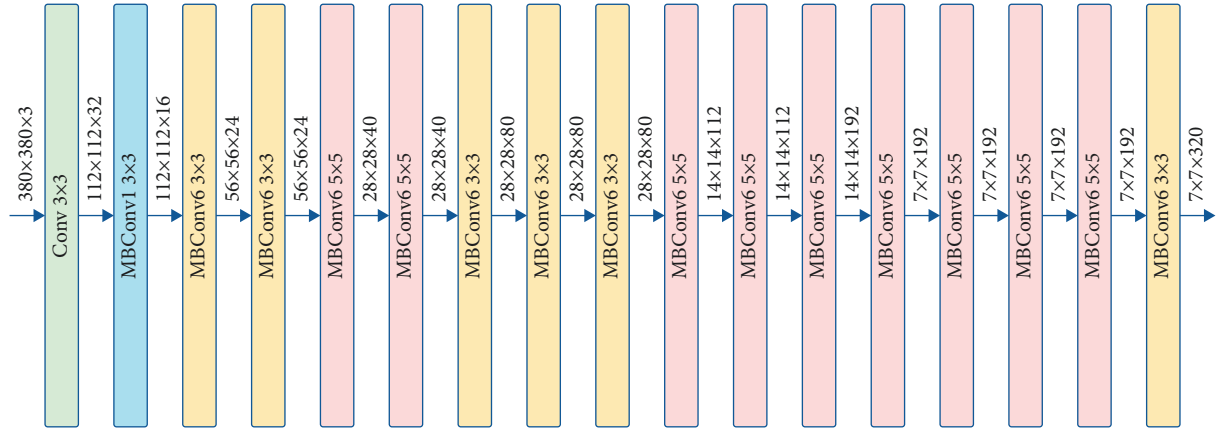 380×380×3
Conv 3×3
112×112×32
MBConv1 3×3
112×112×16
MBConv6 3×3
56×56×24
MBConv6 3×3
56×56×24
MBConv6 5×5
28×28×40
MBConv6 5×5
28×28×40
MBConv6 3×3
28×28×80
MBConv6 3×3
28×28×80
MBConv6 3×3
28×28×80
MBConv6 5×5
14×14×112
MBConv6 5×5
14×14×112
MBConv6 5×5
14×14×192
MBConv6 5×5
7×7×192
MBConv6 5×5
7×7×192
MBConv6 5×5
7×7×192
MBConv6 5×5
7×7×192
MBConv6 3×3
7×7×320